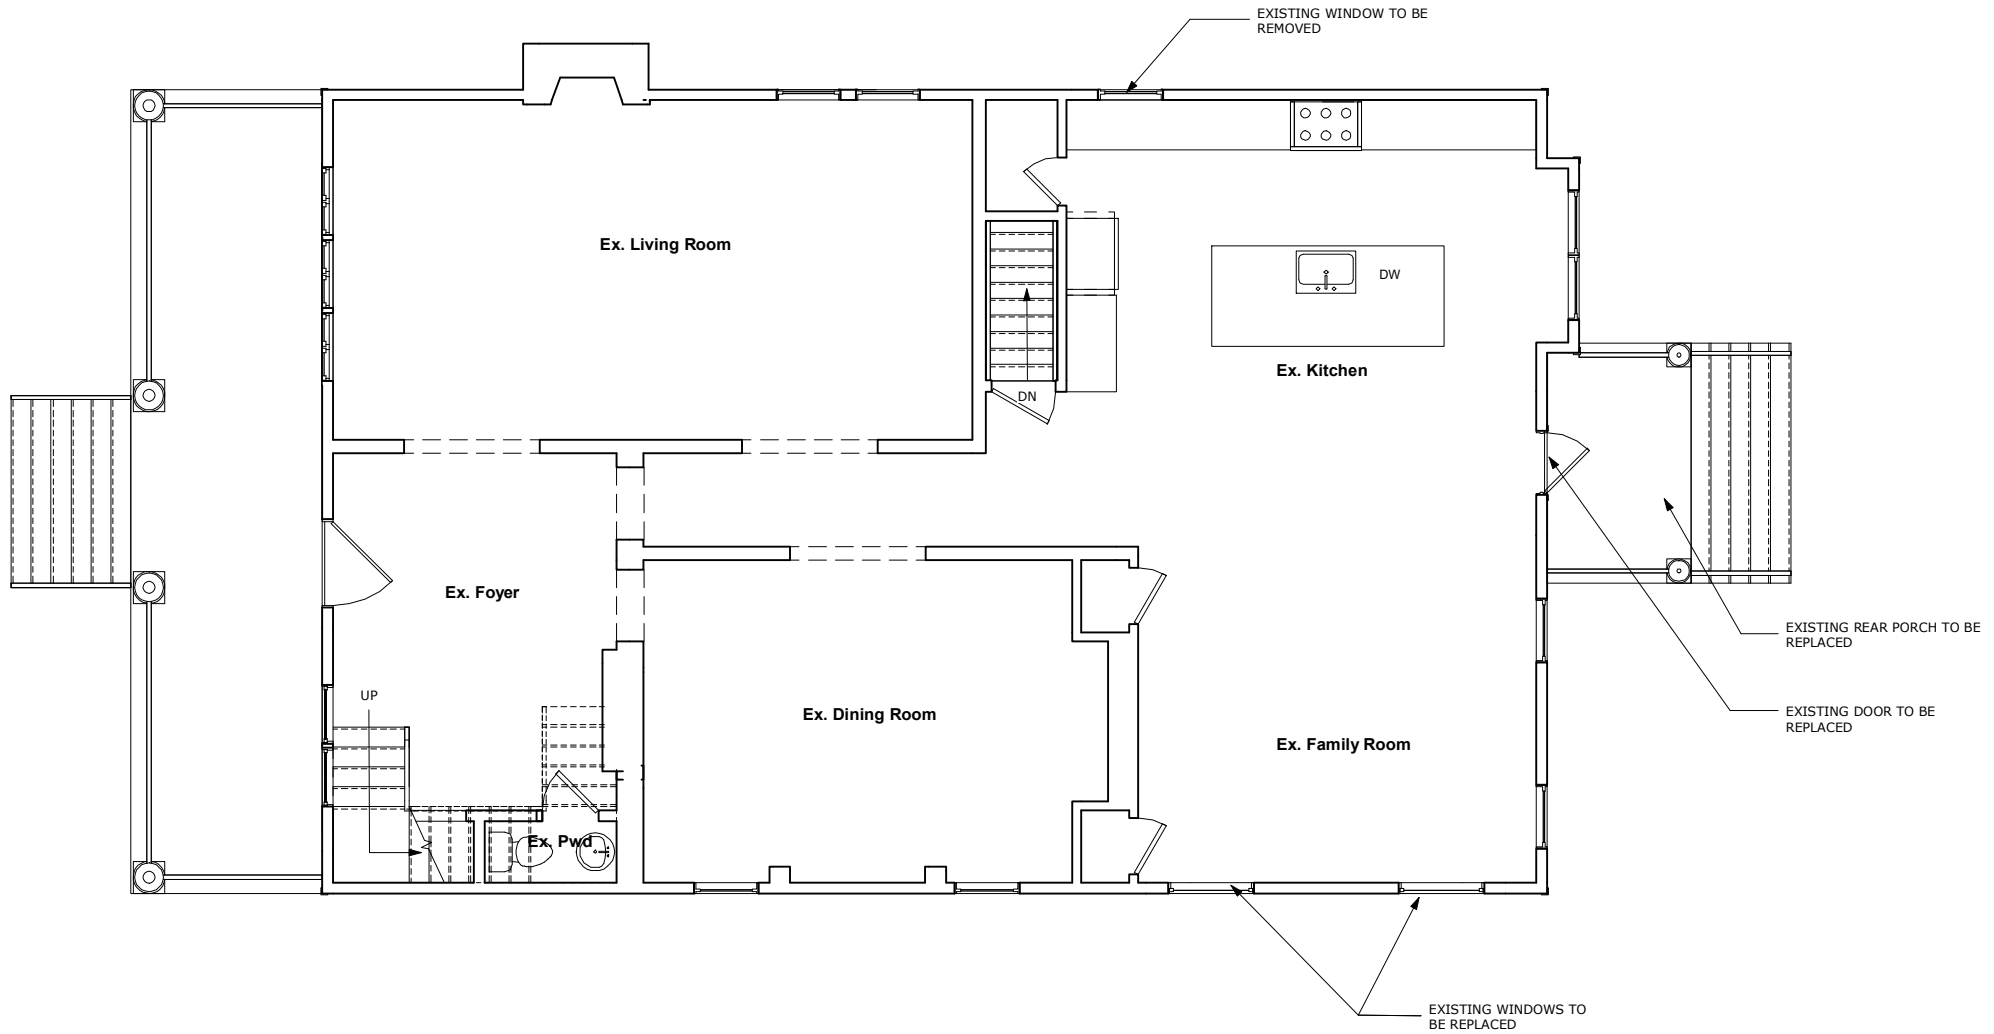 EXISTING WINDOW TO BE
REMOVED
Ex. Living Room
DW
Ex. Kitchen
DN
Ex. Foyer
EXISTING REAR PORCH TO BE
REPLACED
UP
Ex. Dining Room
EXISTING DOOR TO BE
REPLACED
Ex. Family Room
Ex. Pwd
EXISTING WINDOWS TO
BE REPLACED